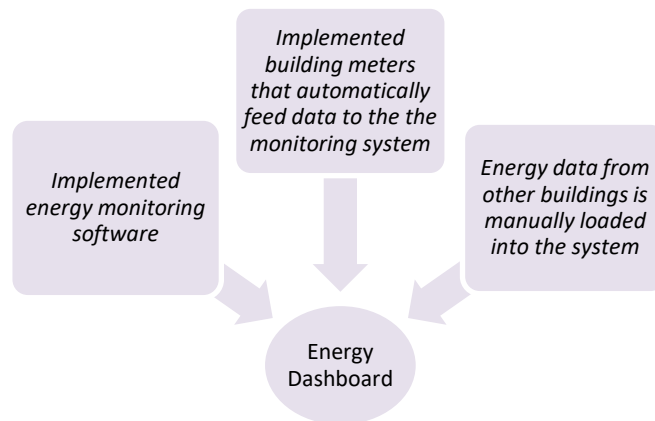 Implemented
energy monitoring
software
Implemented
building meters
that automatically
feed data to the the
monitoring system
Energy data from
other buildings is
manually loaded
into the system
Energy
Dashboard